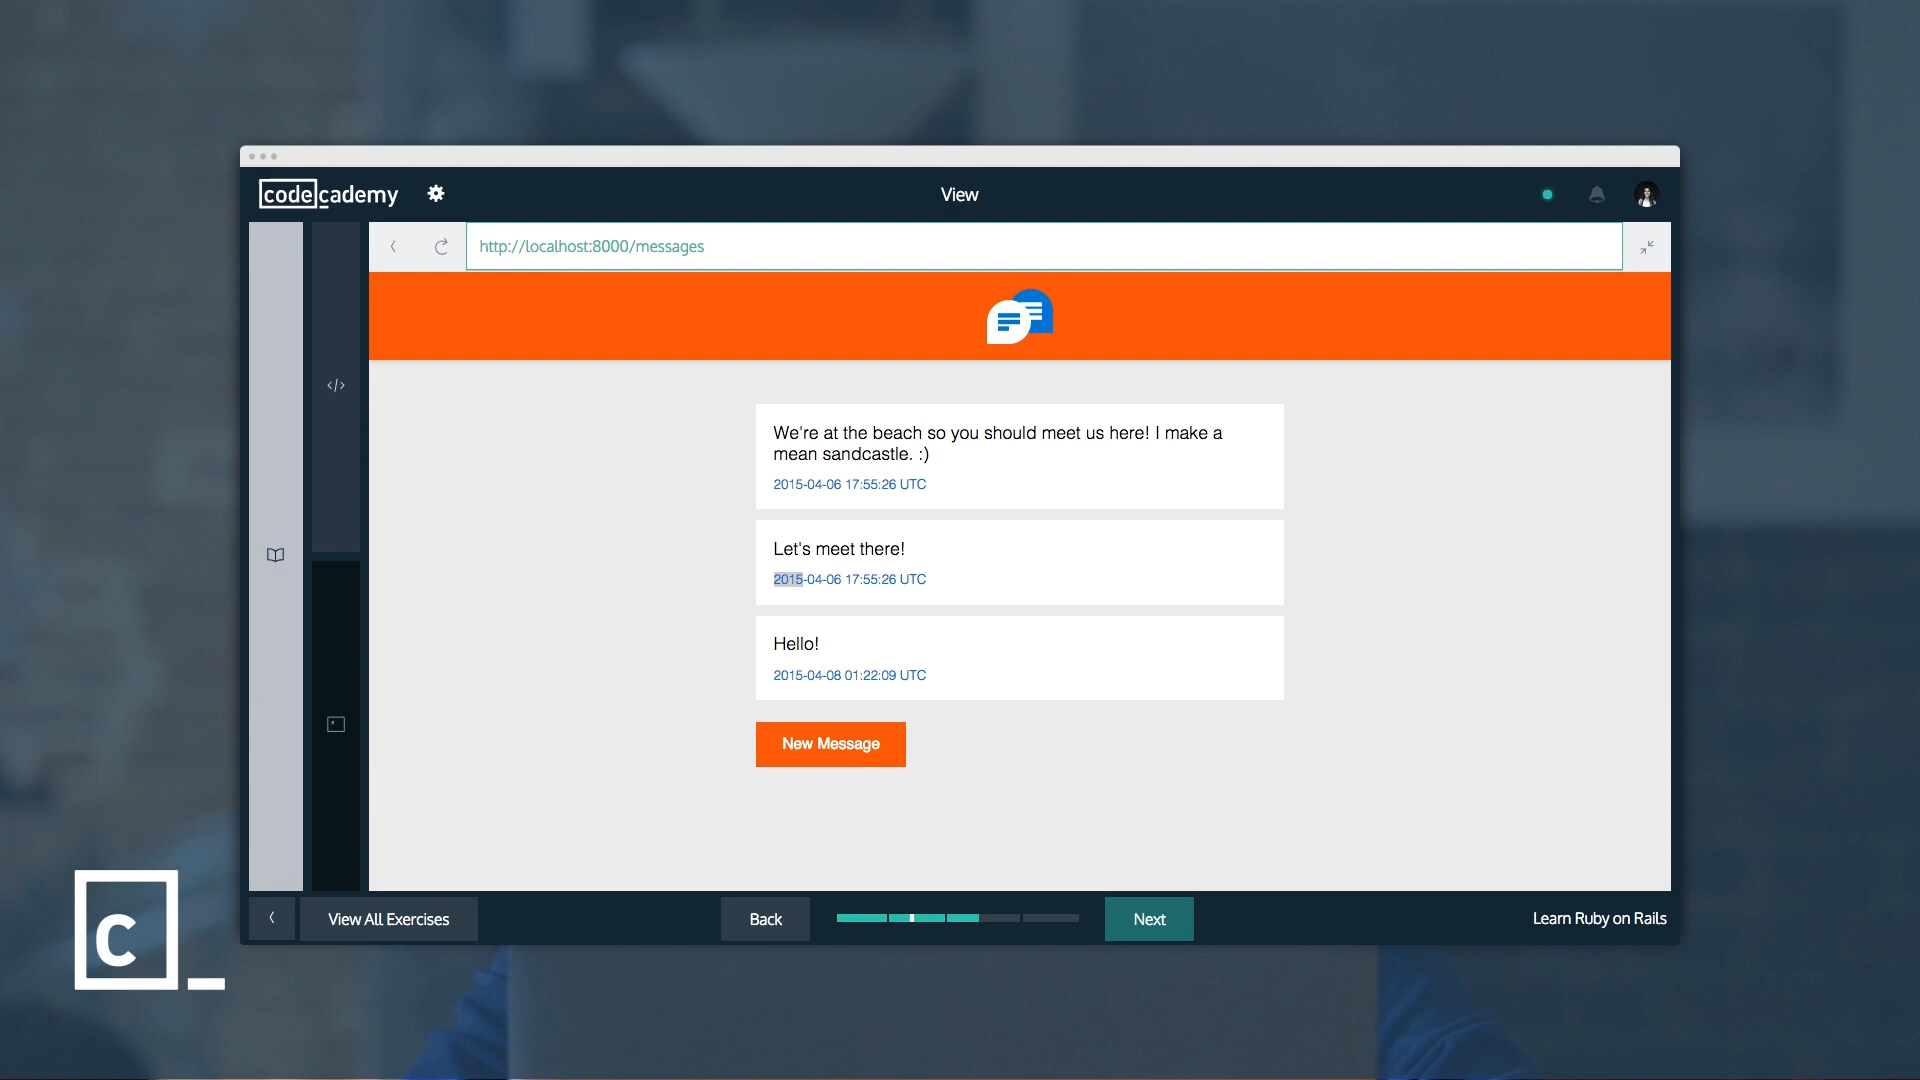 codecademy
View
http://localhost:8000/messages
We're at the beach so you should meet us here! I make a
mean sandcastle. :)
2015-04-06 17:55:26 UTC
Let's meet there!
2015-04-06 17:55:26 UTC
Hello!
2015-04-08 01:22:09 UTC
New Message
View All Exercises
Back
Next
Learn Ruby on Rails
c_